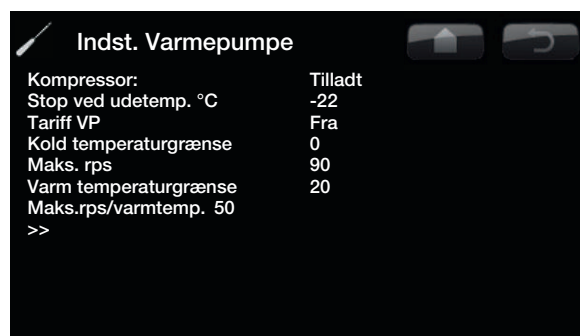 Indst. Varmepumpe
Kompressor: Tilladt
Stop ved udetemp. °C -22
Tariff VP Fra
Kold temperaturgrænse 0
Maks. rps 90
Varm temperaturgrænse 20
Maks.rps/varmtemp. 50
>>